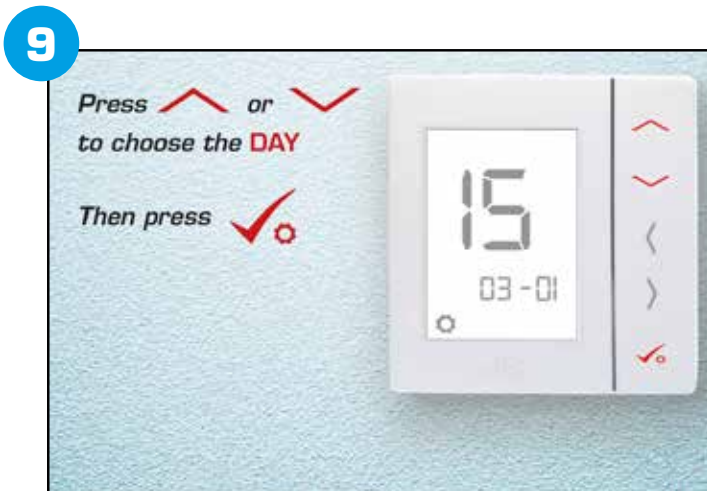 9
Press or
to choose the DAY
Then press
15
03-01